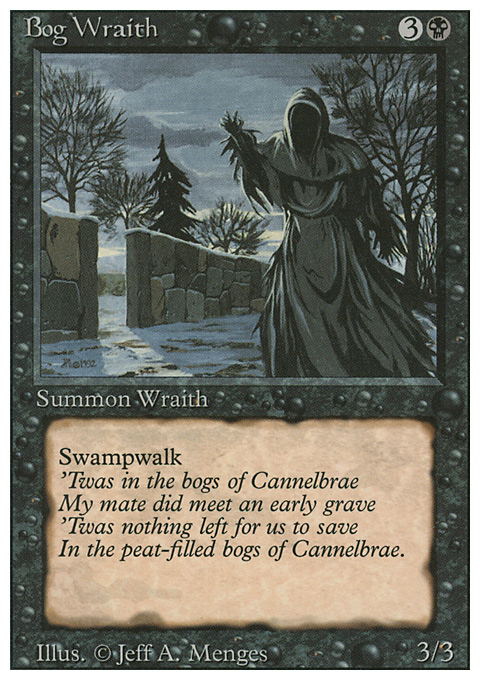 Bog Wraith
3
Summon Wraith
Swampwalk
’Twas in the bogs of Cannelbrae
My mate did meet an early grave
’Twas nothing left for us to save
In the peat-filled bogs of Cannelbrae.
Illus. © Jeff A. Menges
3/3